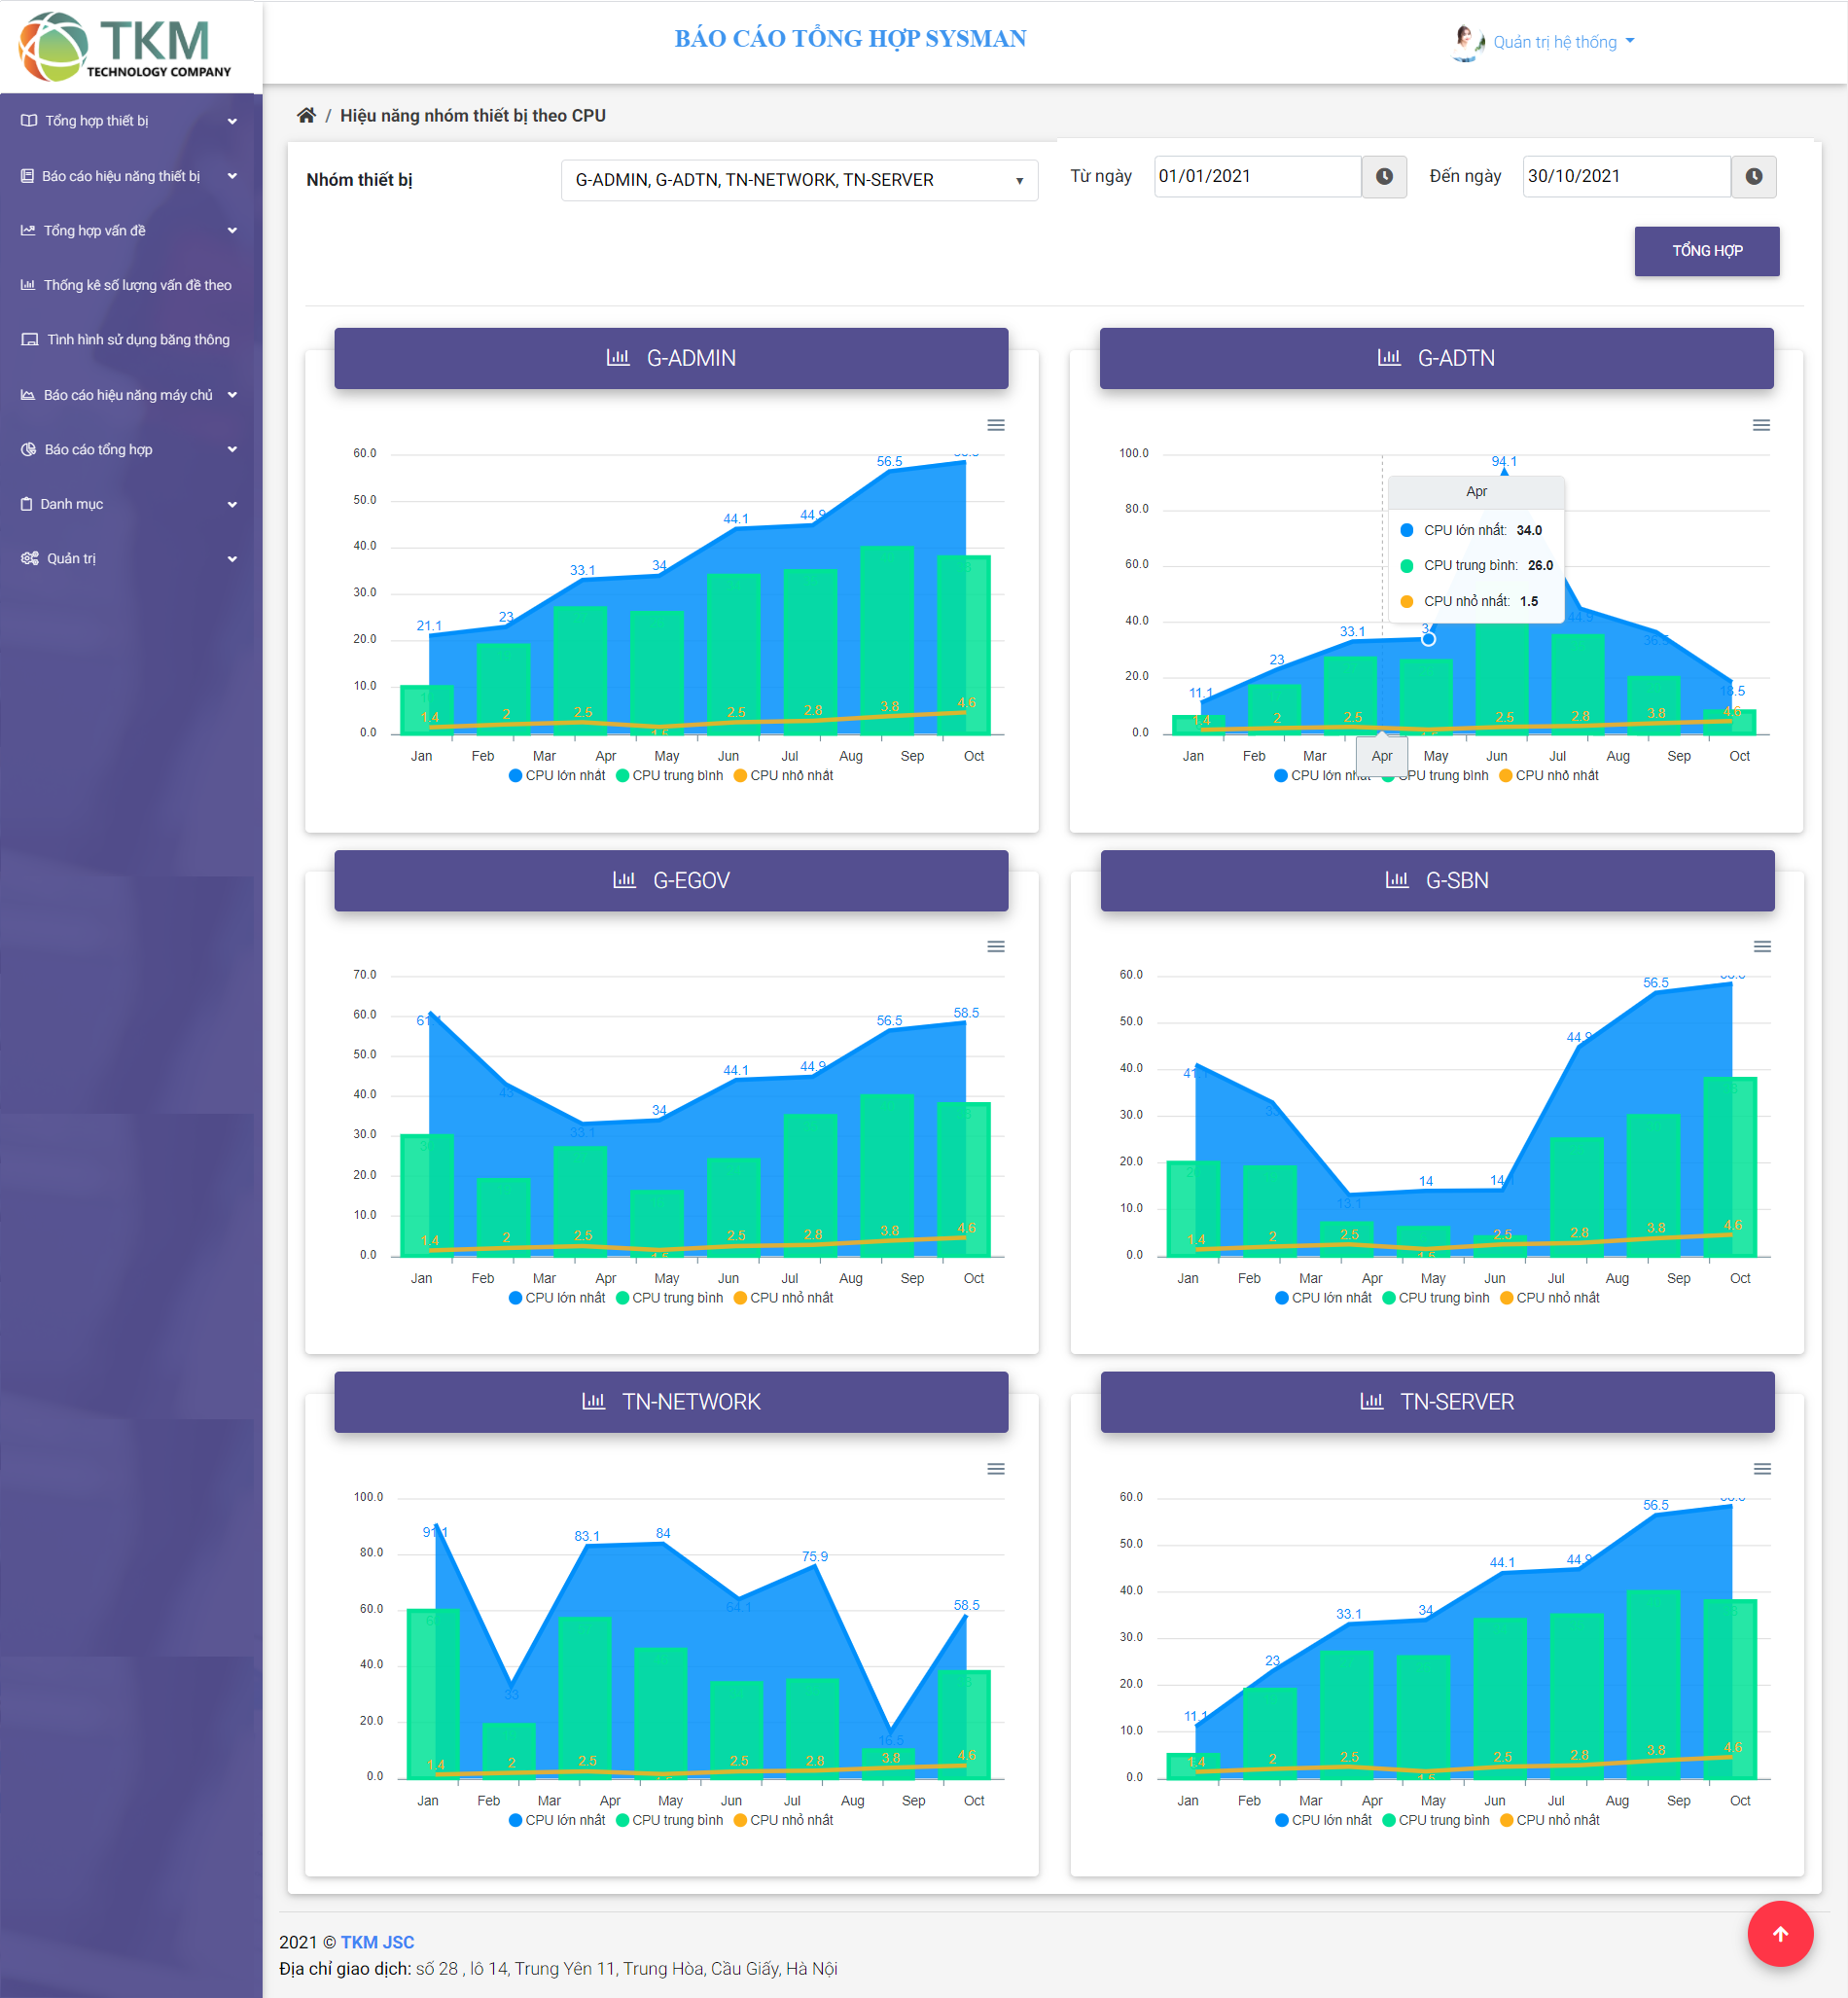 TKM
TECHNOLOGY COMPANY
BÁO CÁO TỔNG HỢP SYSMAN
Quản trị hệ thống
Tổng hợp thiết bị
Báo cáo hiệu năng thiết bị
Tổng hợp vấn đề
Thống kê số lượng vấn đề theo
Tình hình sử dụng băng thông
Báo cáo hiệu năng máy chủ
Báo cáo tổng hợp
Danh mục
Quản trị
/ Hiệu năng nhóm thiết bị theo CPU
Nhóm thiết bị
G-ADMIN, G-ADTN, TN-NETWORK, TN-SERVER
Từ ngày 01/01/2021
Đến ngày 30/10/2021
TỔNG HỢP
G-ADMIN
60.0
50.0
40.0
30.0
20.0
10.0
0.0
21.1 23 33.1 34 44.1 44.9 56.5
1.4 2 2.5 2.5 2.8 3.8 4.6
Jan Feb Mar Apr May Jun Jul Aug Sep Oct
CPU lớn nhất CPU trung bình CPU nhỏ nhất
G-ADTN
100.0
80.0
60.0
40.0
20.0
0.0
11.1 23 33.1 94.1 44.9 36.5 18.5
Apr
CPU lớn nhất: 34.0
CPU trung bình: 26.0
CPU nhỏ nhất: 1.5
1.4 2 2.5 2.5 2.8 3.8 4.6
Jan Feb Mar Apr May Jun Jul Aug Sep Oct
CPU lớn nhất CPU trung bình CPU nhỏ nhất
G-EGOV
70.0
60.0
50.0
40.0
30.0
20.0
10.0
0.0
61.1 43 33.1 34 44.1 44.9 56.5 58.5
1.4 2 2.5 1.5 2.5 2.8 3.8 4.6
Jan Feb Mar Apr May Jun Jul Aug Sep Oct
CPU lớn nhất CPU trung bình CPU nhỏ nhất
G-SBN
60.0
50.0
40.0
30.0
20.0
10.0
0.0
41.1 33 13.1 14 14.1 44.9 56.5
1.4 2 2.5 1.5 2.5 2.8 3.8 4.6
Jan Feb Mar Apr May Jun Jul Aug Sep Oct
CPU lớn nhất CPU trung bình CPU nhỏ nhất
TN-NETWORK
100.0
80.0
60.0
40.0
20.0
0.0
91.1 33 83.1 84 64.1 75.9 16.5 58.5
1.4 2 2.5 2.5 2.8 3.8 4.6
Jan Feb Mar Apr May Jun Jul Aug Sep Oct
CPU lớn nhất CPU trung bình CPU nhỏ nhất
TN-SERVER
60.0
50.0
40.0
30.0
20.0
10.0
0.0
11.1 23 33.1 34 44.1 44.9 56.5
1.4 2 2.5 1.5 2.5 2.8 3.8 4.6
Jan Feb Mar Apr May Jun Jul Aug Sep Oct
CPU lớn nhất CPU trung bình CPU nhỏ nhất
2021 © TKM JSC
Địa chỉ giao dịch: số 28 , lô 14, Trung Yên 11, Trung Hòa, Cầu Giấy, Hà Nội